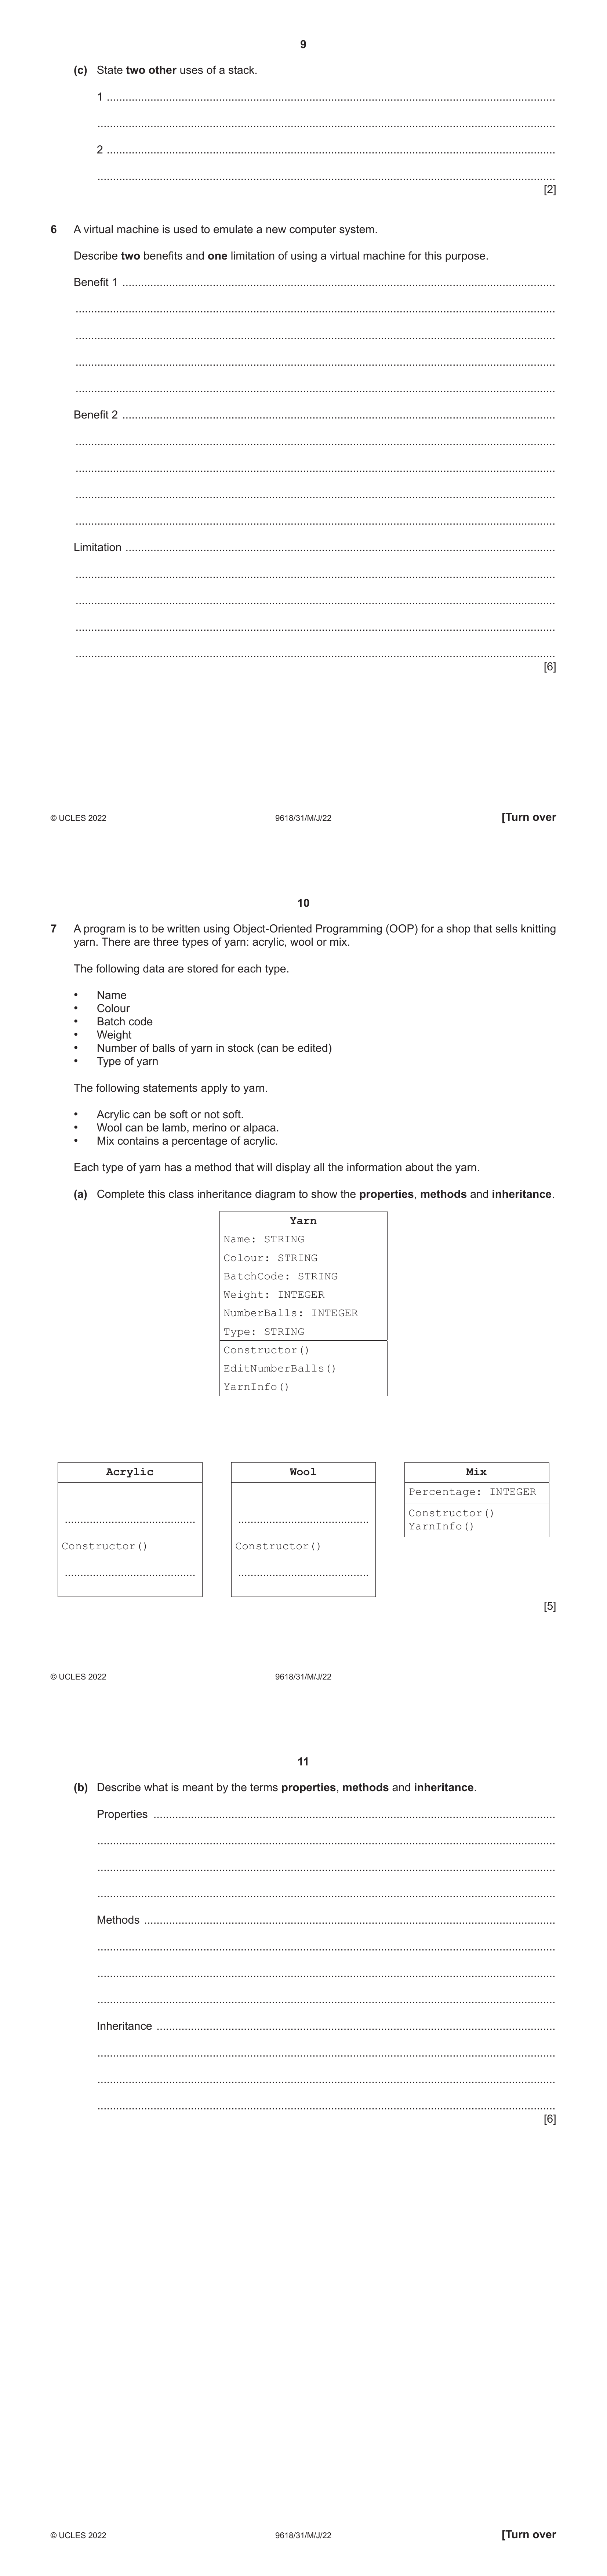 9
(c) State two other uses of a stack.
1 ..........................................................................................................................................
..........................................................................................................................................
2 ..........................................................................................................................................
..........................................................................................................................................
[2]
6 A virtual machine is used to emulate a new computer system.
Describe two benefits and one limitation of using a virtual machine for this purpose.
Benefit 1 ..........................................................................................................................................
..........................................................................................................................................
..........................................................................................................................................
..........................................................................................................................................
..........................................................................................................................................
Benefit 2 ..........................................................................................................................................
..........................................................................................................................................
..........................................................................................................................................
..........................................................................................................................................
..........................................................................................................................................
Limitation ..........................................................................................................................................
..........................................................................................................................................
..........................................................................................................................................
..........................................................................................................................................
..........................................................................................................................................
[6]
© UCLES 2022 9618/31/M/J/22 [Turn over
10
7 A program is to be written using Object-Oriented Programming (OOP) for a shop that sells knitting
yarn. There are three types of yarn: acrylic, wool or mix.
The following data are stored for each type.
• Name
• Colour
• Batch code
• Weight
• Number of balls of yarn in stock (can be edited)
• Type of yarn
The following statements apply to yarn.
• Acrylic can be soft or not soft.
• Wool can be lamb, merino or alpaca.
• Mix contains a percentage of acrylic.
Each type of yarn has a method that will display all the information about the yarn.
(a) Complete this class inheritance diagram to show the properties, methods and inheritance.
Yarn
Name: STRING
Colour: STRING
BatchCode: STRING
Weight: INTEGER
NumberBalls: INTEGER
Type: STRING
Constructor()
EditNumberBalls()
YarnInfo()
Acrylic
..........................................
Constructor()
..........................................
Wool
..........................................
Constructor()
..........................................
Mix
Percentage: INTEGER
Constructor()
YarnInfo()
[5]
© UCLES 2022 9618/31/M/J/22
11
(b) Describe what is meant by the terms properties, methods and inheritance.
Properties ..........................................................................................................................................
..........................................................................................................................................
..........................................................................................................................................
..........................................................................................................................................
Methods ..........................................................................................................................................
..........................................................................................................................................
..........................................................................................................................................
..........................................................................................................................................
Inheritance ..........................................................................................................................................
..........................................................................................................................................
..........................................................................................................................................
..........................................................................................................................................
[6]
© UCLES 2022 9618/31/M/J/22 [Turn over